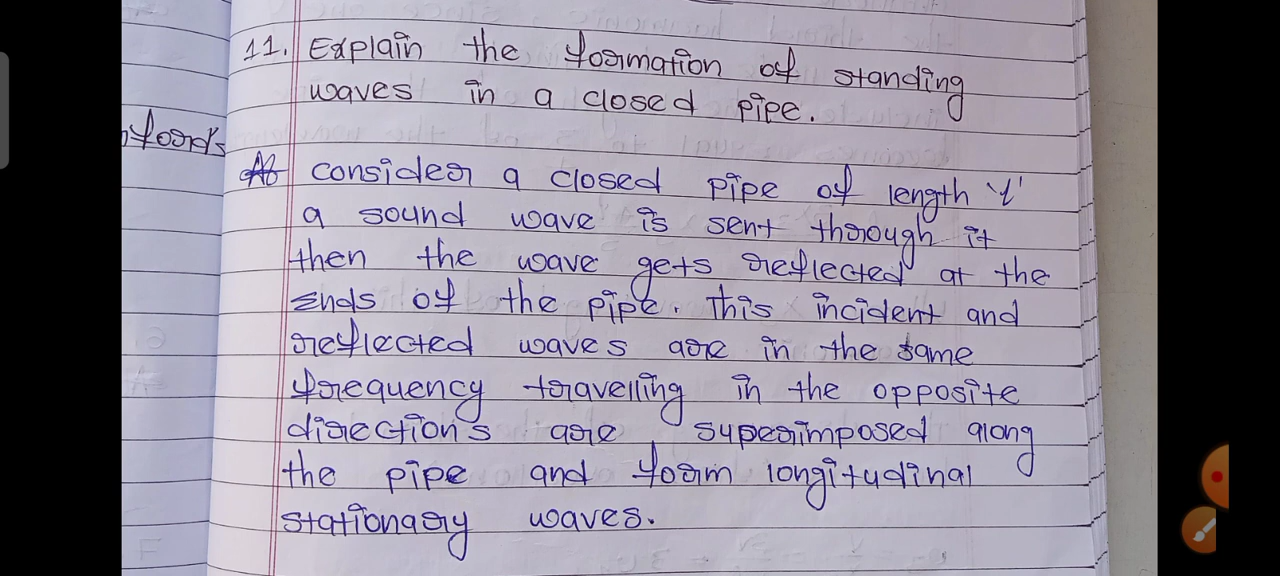 11. Explain the formation of standing
waves in a closed pipe.
consider a closed pipe of length 'l'
a sound wave is sent through it
then the wave gets reflected at the
ends of the pipe. This incident and
reflected waves are in the same
frequency travelling in the opposite
directions are superimposed along
the pipe and form longitudinal
stationary waves.